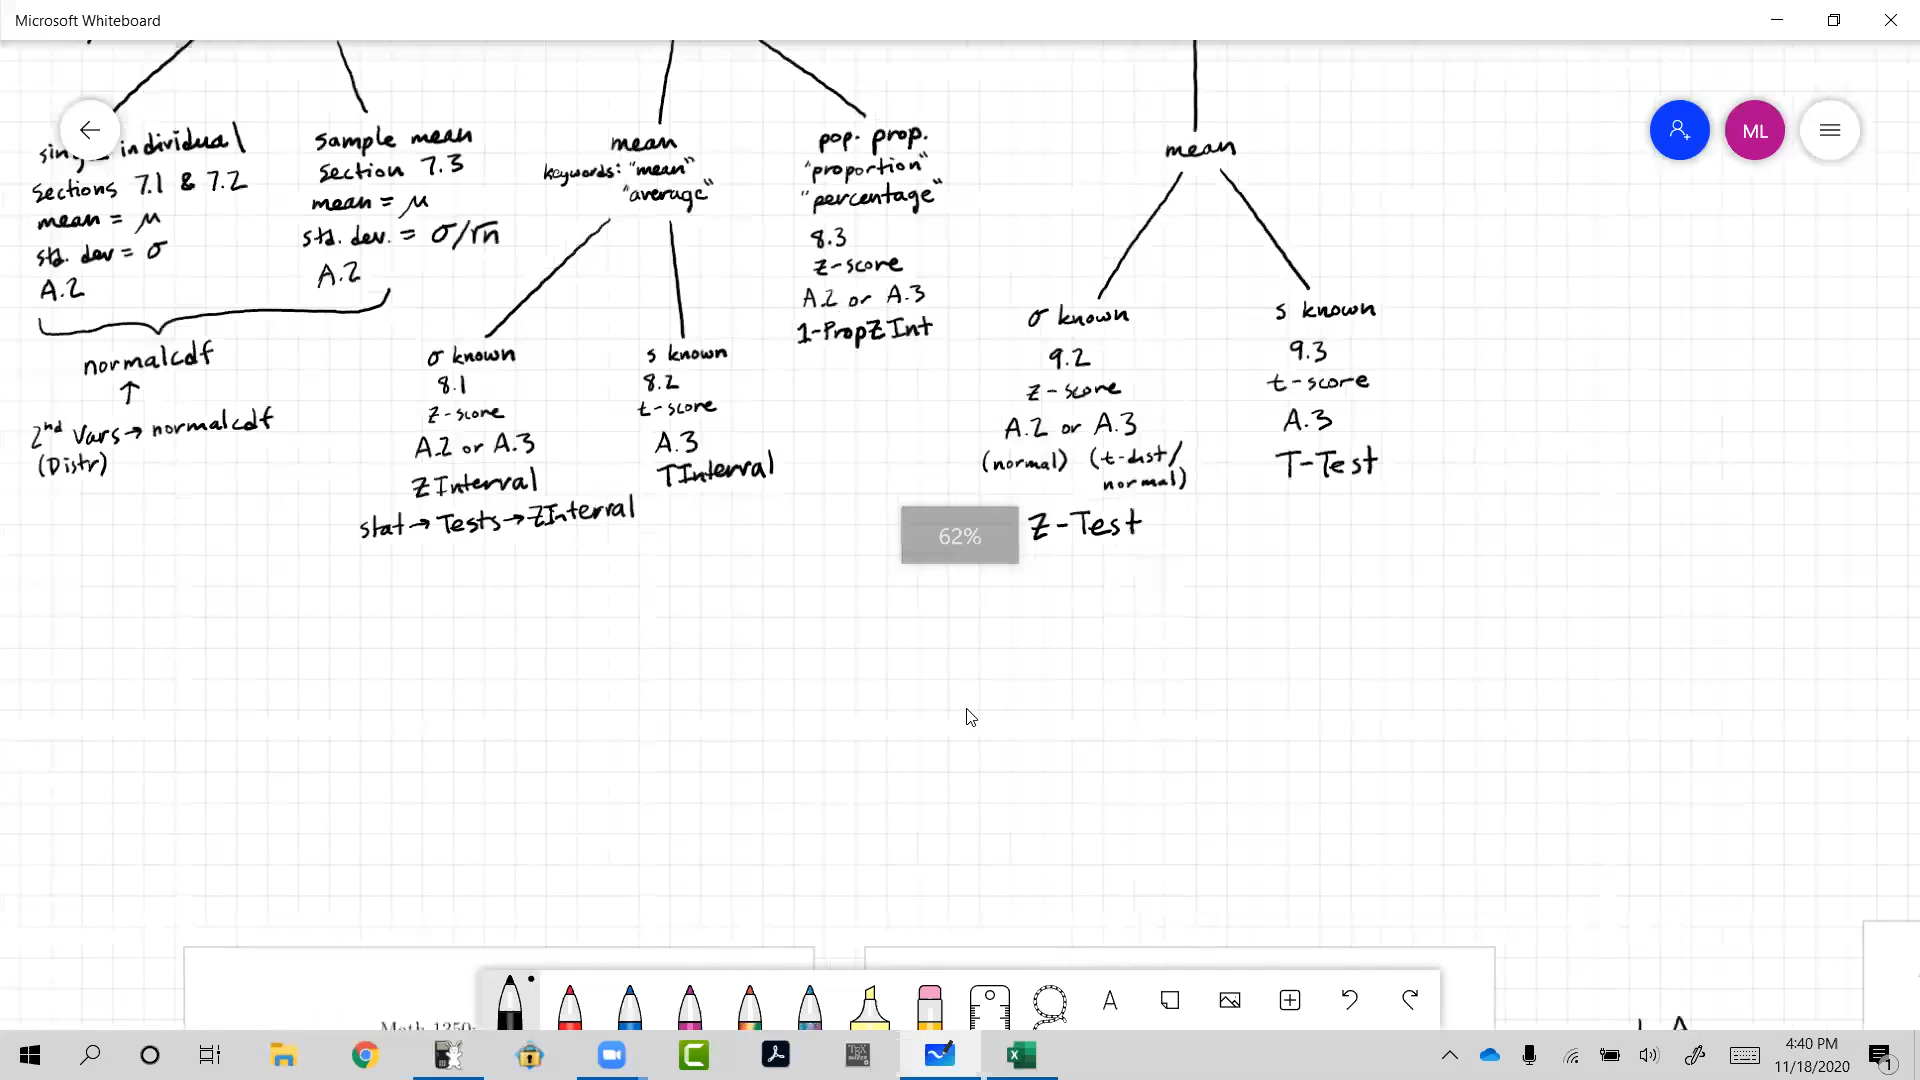 Microsoft Whiteboard
individual
sections 7.1 & 7.2
mean = μ
std. dev = σ
A.2
sample mean
section 7.3
mean = μ
std. dev. = σ/√n
A.2
normalcdf
↑
2nd Vars → normalcdf
(Distr)
mean
keywords: "mean"
"average"
σ known
8.1
z-score
A.2 or A.3
ZInterval
stat → Tests → ZInterval
s known
8.2
t-score
A.3
TInterval
pop. prop.
"proportion"
"percentage"
8.3
z-score
A.2 or A.3
1-PropZInt
mean
σ known
9.2
z-score
A.2 or A.3
(normal) (t-dist/
normal)
Z-Test
s known
9.3
t-score
A.3
T-Test
ML
62%
A
4:40 PM
11/18/2020
1